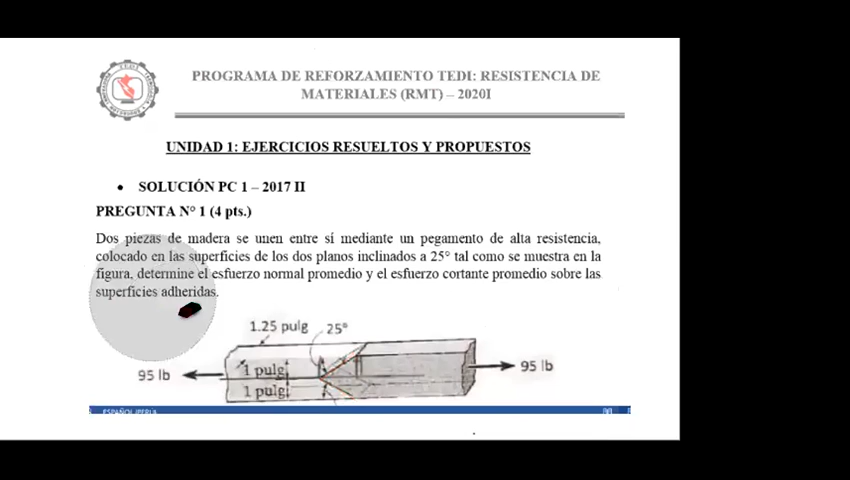 PROGRAMA DE REFORZAMIENTO TEDI: RESISTENCIA DE
MATERIALES (RMT) – 2020I
UNIDAD 1: EJERCICIOS RESUELTOS Y PROPUESTOS
• SOLUCIÓN PC 1 – 2017 II
PREGUNTA N° 1 (4 pts.)
Dos piezas de madera se unen entre sí mediante un pegamento de alta resistencia,
colocado en las superficies de los dos planos inclinados a 25° tal como se muestra en la
figura, determine el esfuerzo normal promedio y el esfuerzo cortante promedio sobre las
superficies adheridas.
1.25 pulg 25°
95 lb 1 pulg 95 lb
1 pulg